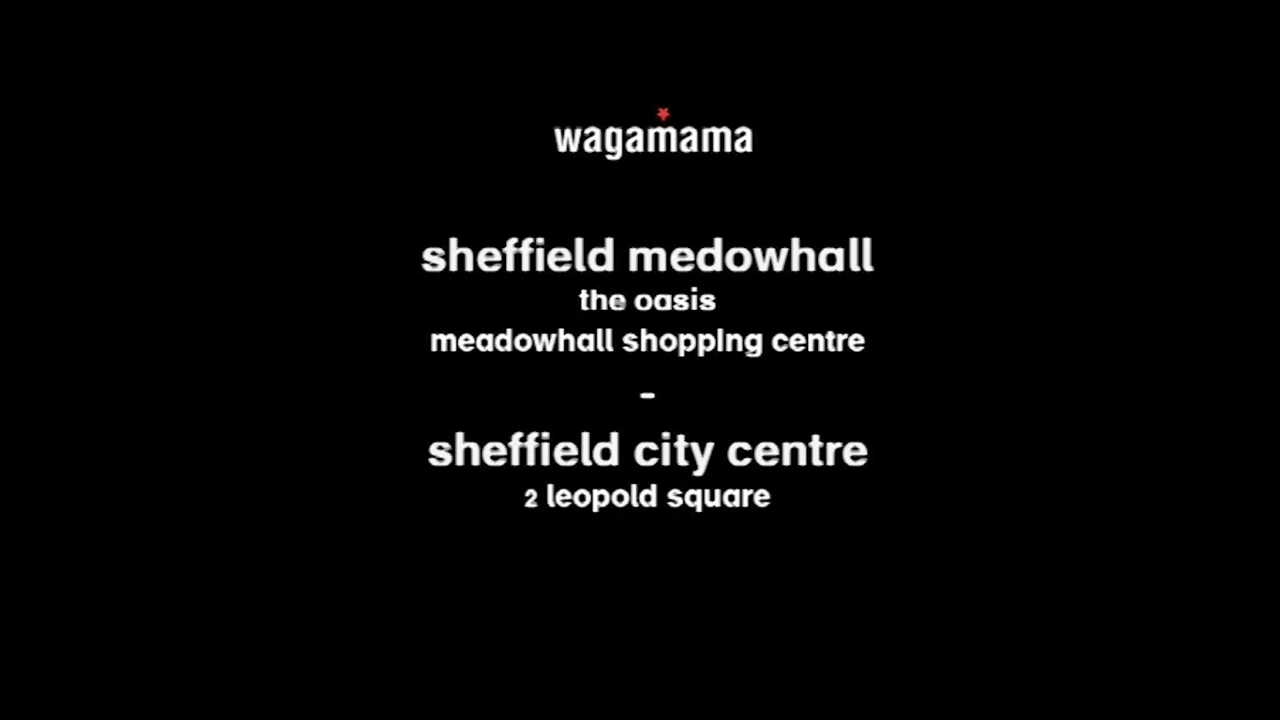 wagamama
sheffield medowhall
the oasis
meadowhall shopping centre
-
sheffield city centre
2 leopold square